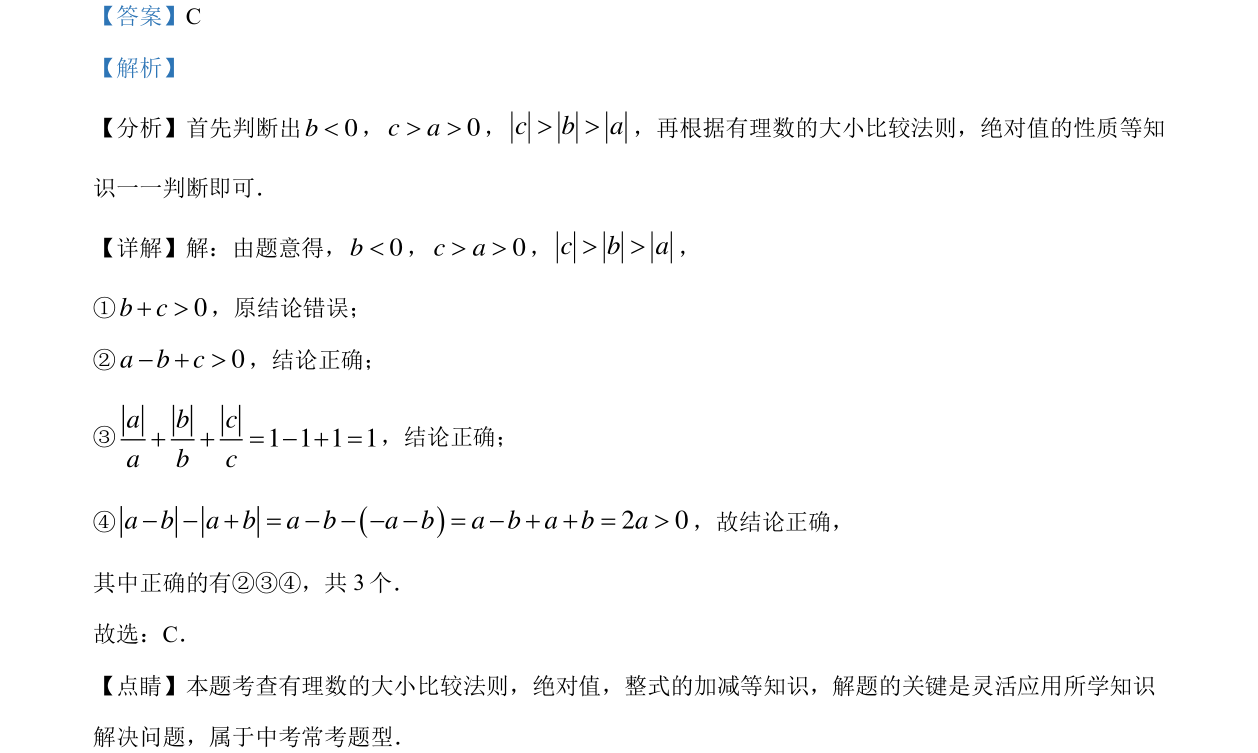 【答案】C
【解析】
【分析】首先判断出b<0，c>a>0，|c|>|b|>|a|，再根据有理数的大小比较法则，绝对值的性质等知
识一一判断即可．
【详解】解：由题意得，b<0，c>a>0，|c|>|b|>|a|，
①b+c>0，原结论错误；
②a−b+c>0，结论正确；
③|a|/a+|b|/b+|c|/c=1−1+1=1，结论正确；
④|a−b|−|a+b|=a−b−(−a−b)=a−b+a+b=2a>0，故结论正确，
其中正确的有②③④，共 3 个．
故选：C．
【点睛】本题考查有理数的大小比较法则，绝对值，整式的加减等知识，解题的关键是灵活应用所学知识
解决问题，属于中考常考题型．